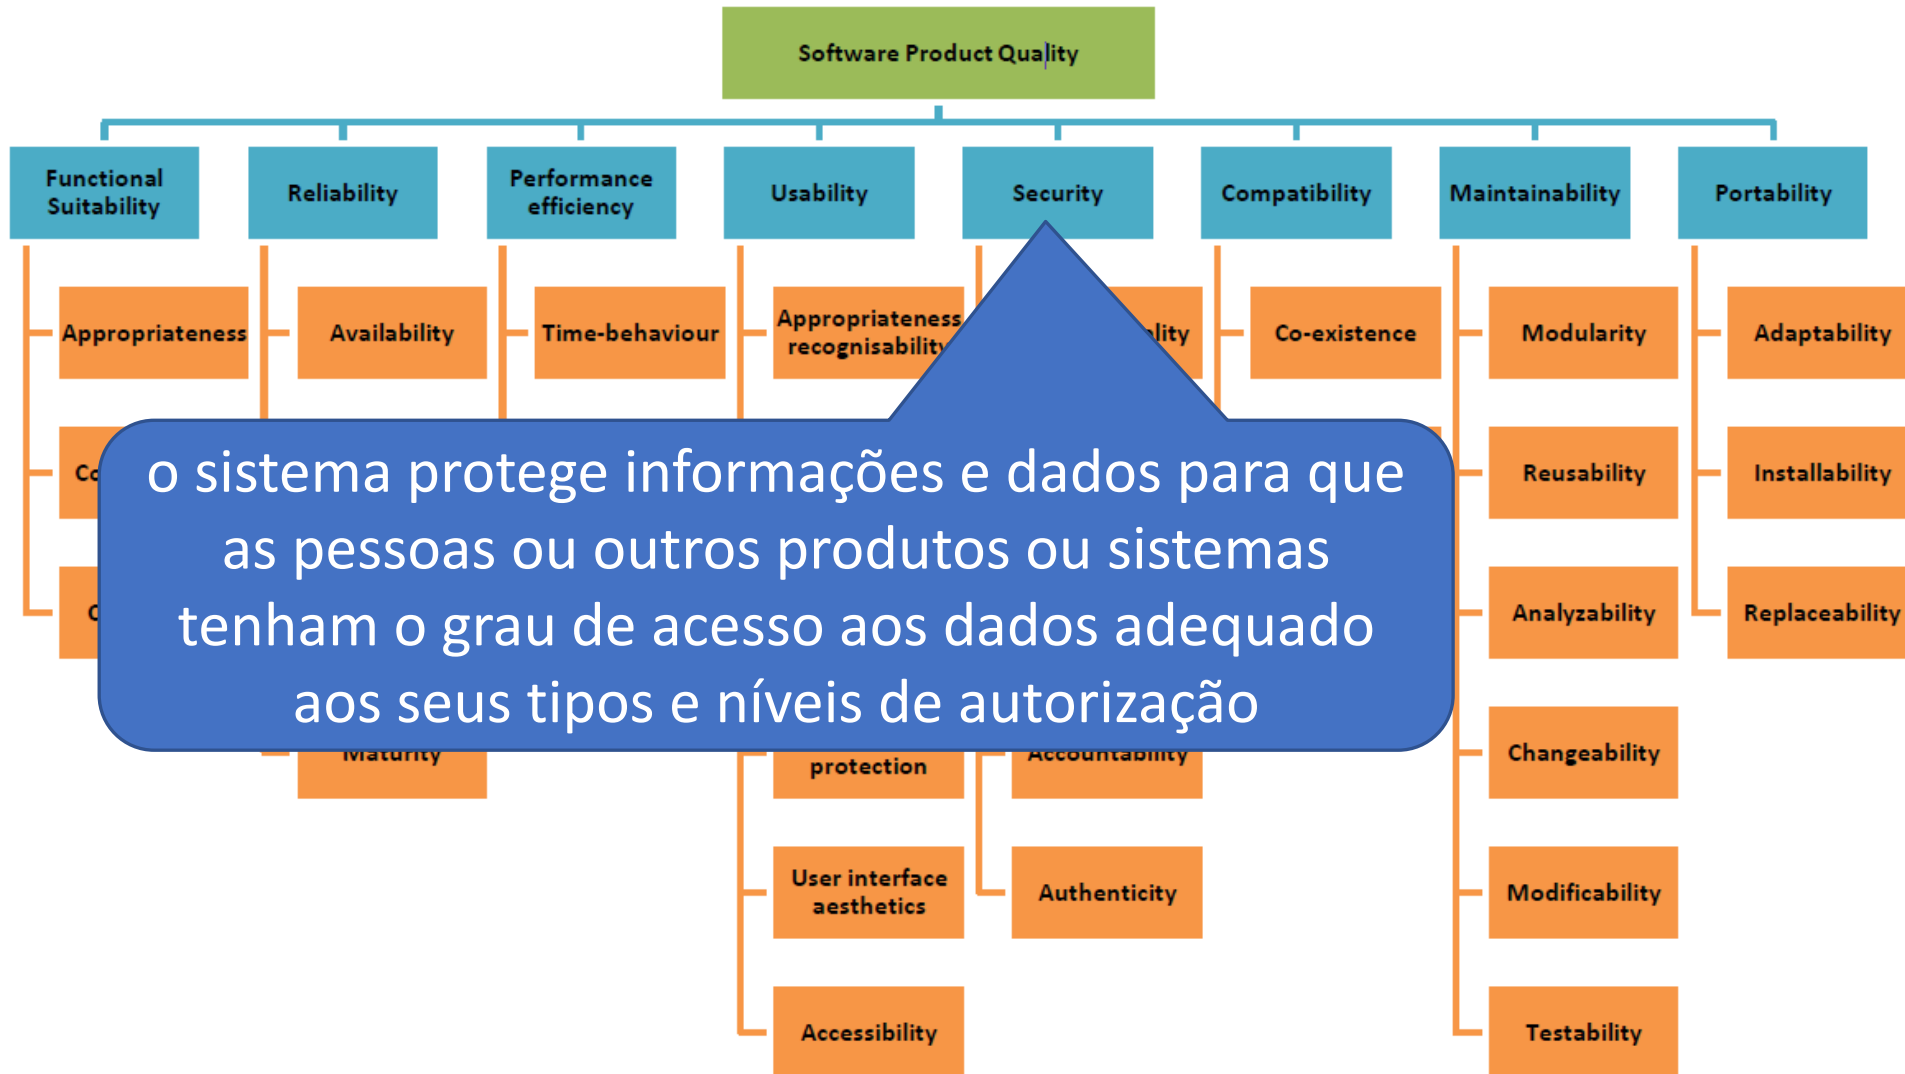 Software Product Quality
Functional
Suitability
Reliability
Performance
efficiency
Usability
Security
Compatibility
Maintainability
Portability
Appropriateness
Availability
Time-behaviour
Appropriateness
recognisability
Co-existence
Modularity
Adaptability
o sistema protege informações e dados para que
as pessoas ou outros produtos ou sistemas
tenham o grau de acesso aos dados adequado
aos seus tipos e níveis de autorização
Reusability
Installability
Analyzability
Replaceability
Maturity
protection
Accountability
Changeability
User interface
aesthetics
Authenticity
Modificability
Accessibility
Testability